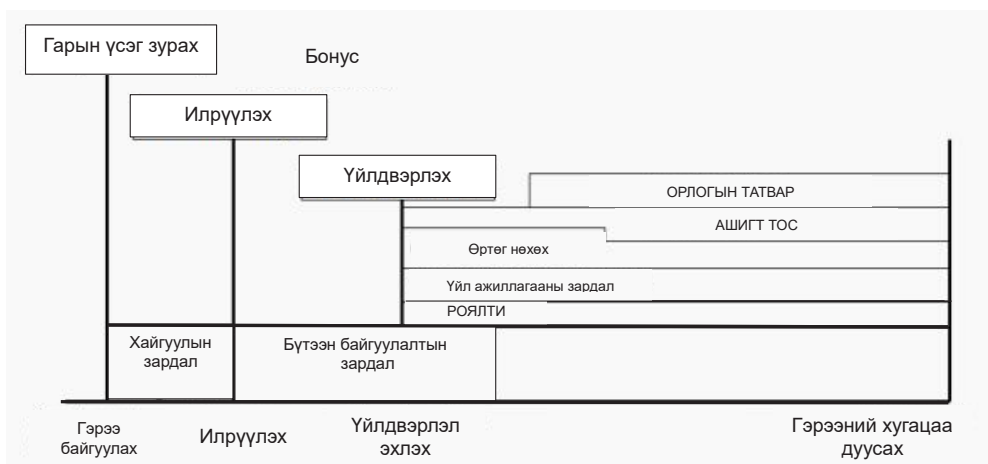 Гарын үсэг зурах
Бонус
Илрүүлэх
Үйлдвэрлэх
ОРЛОГЫН ТАТВАР
АШИГТ ТОС
Өртөг нөхөх
Үйл ажиллагааны зардал
РОЯЛТИ
Хайгуулын
зардал
Бүтээн байгуулалтын
зардал
Гэрээ
байгуулах
Илрүүлэх
Үйлдвэрлэл
эхлэх
Гэрээний хугацаа
дуусах